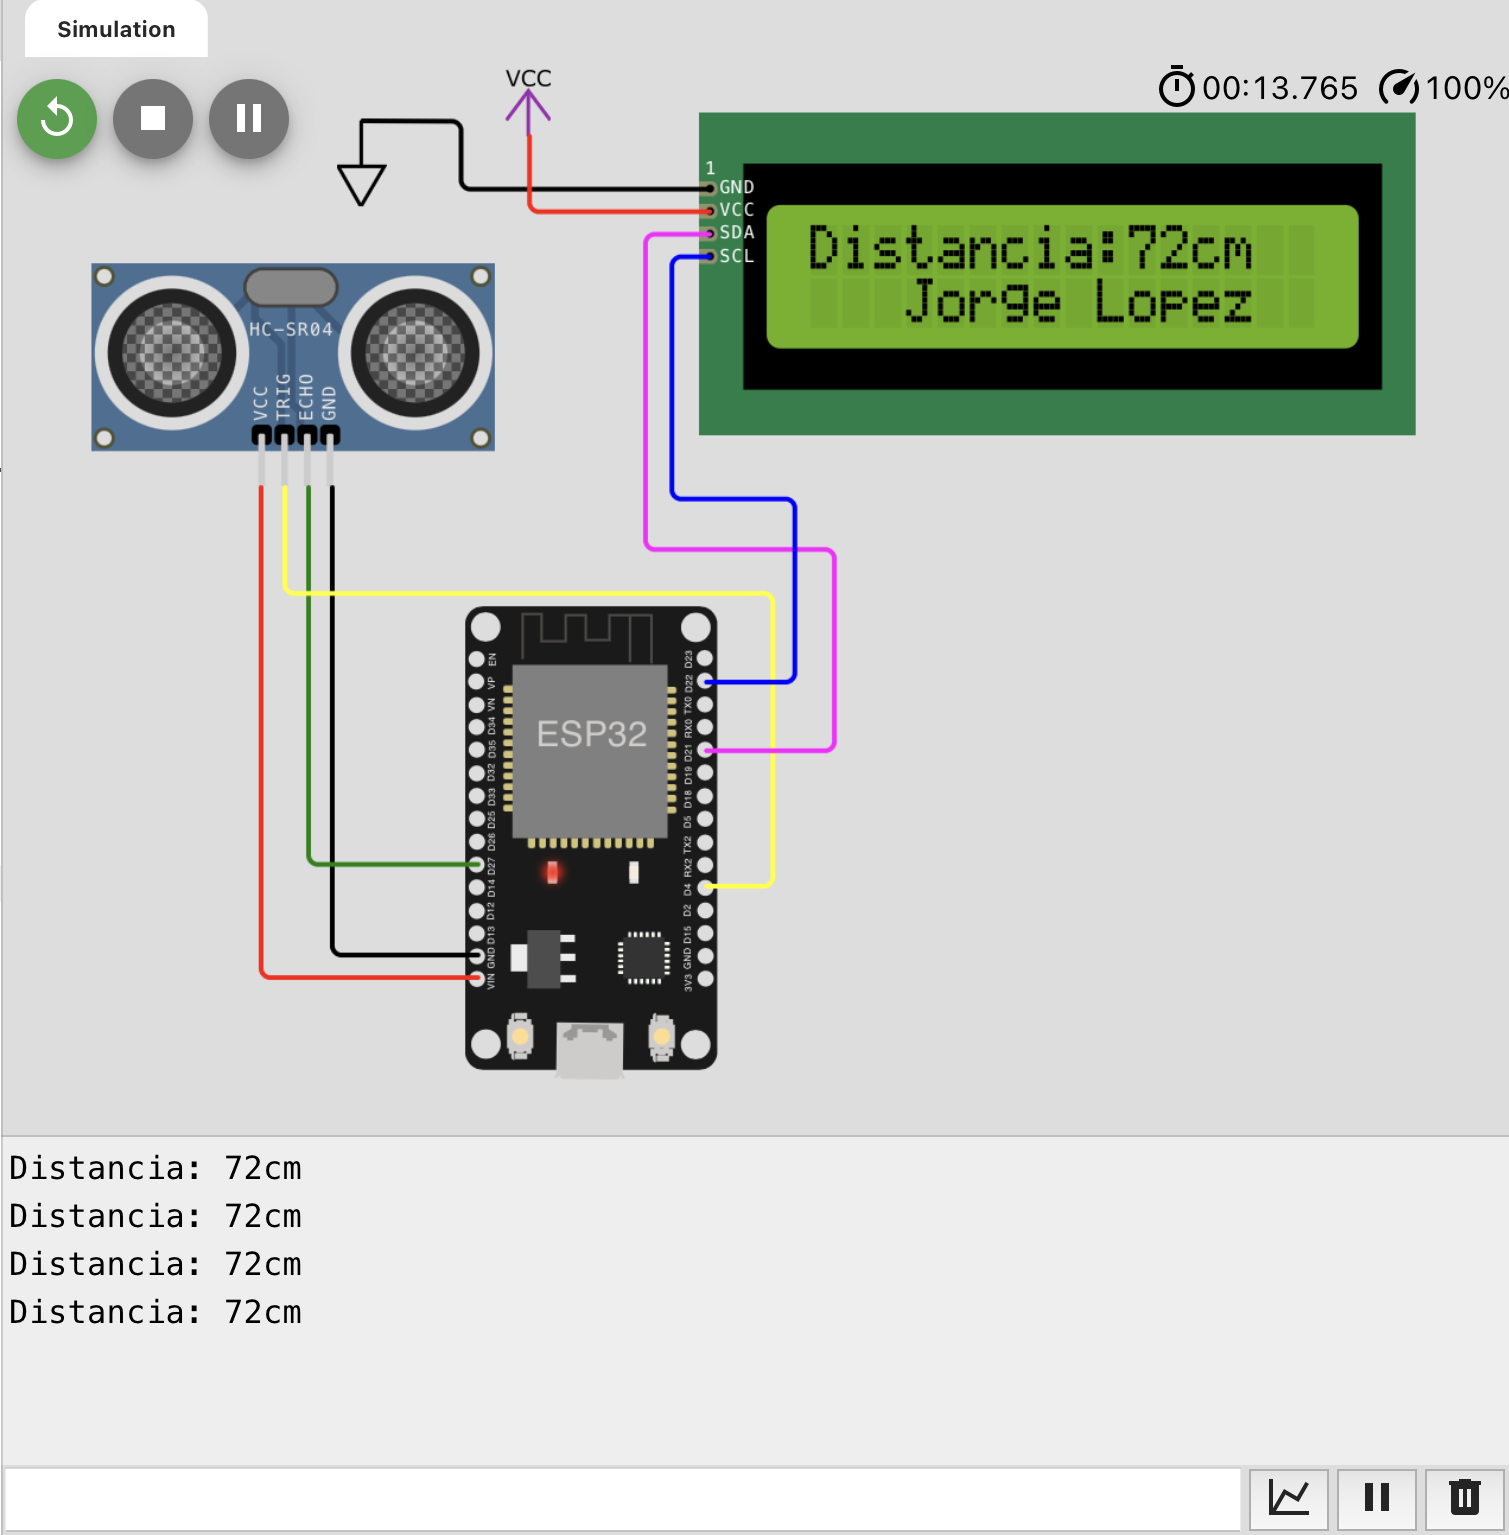 Simulation
VCC
00:13.765 100%
1
GND
VCC
SDA
SCL
Distancia:72cm
Jorge Lopez
HC-SR04
VCC
TRIG
ECHO
GND
ESP32
EN
VP
VN
D34
D35
D32
D33
D25
D26
D27
D14
D12
D13
GND
VIN
D23
D22
TX0
RX0
D21
D19
D18
D5
TX2
RX2
D4
D2
D15
GND
3V3
Distancia: 72cm
Distancia: 72cm
Distancia: 72cm
Distancia: 72cm